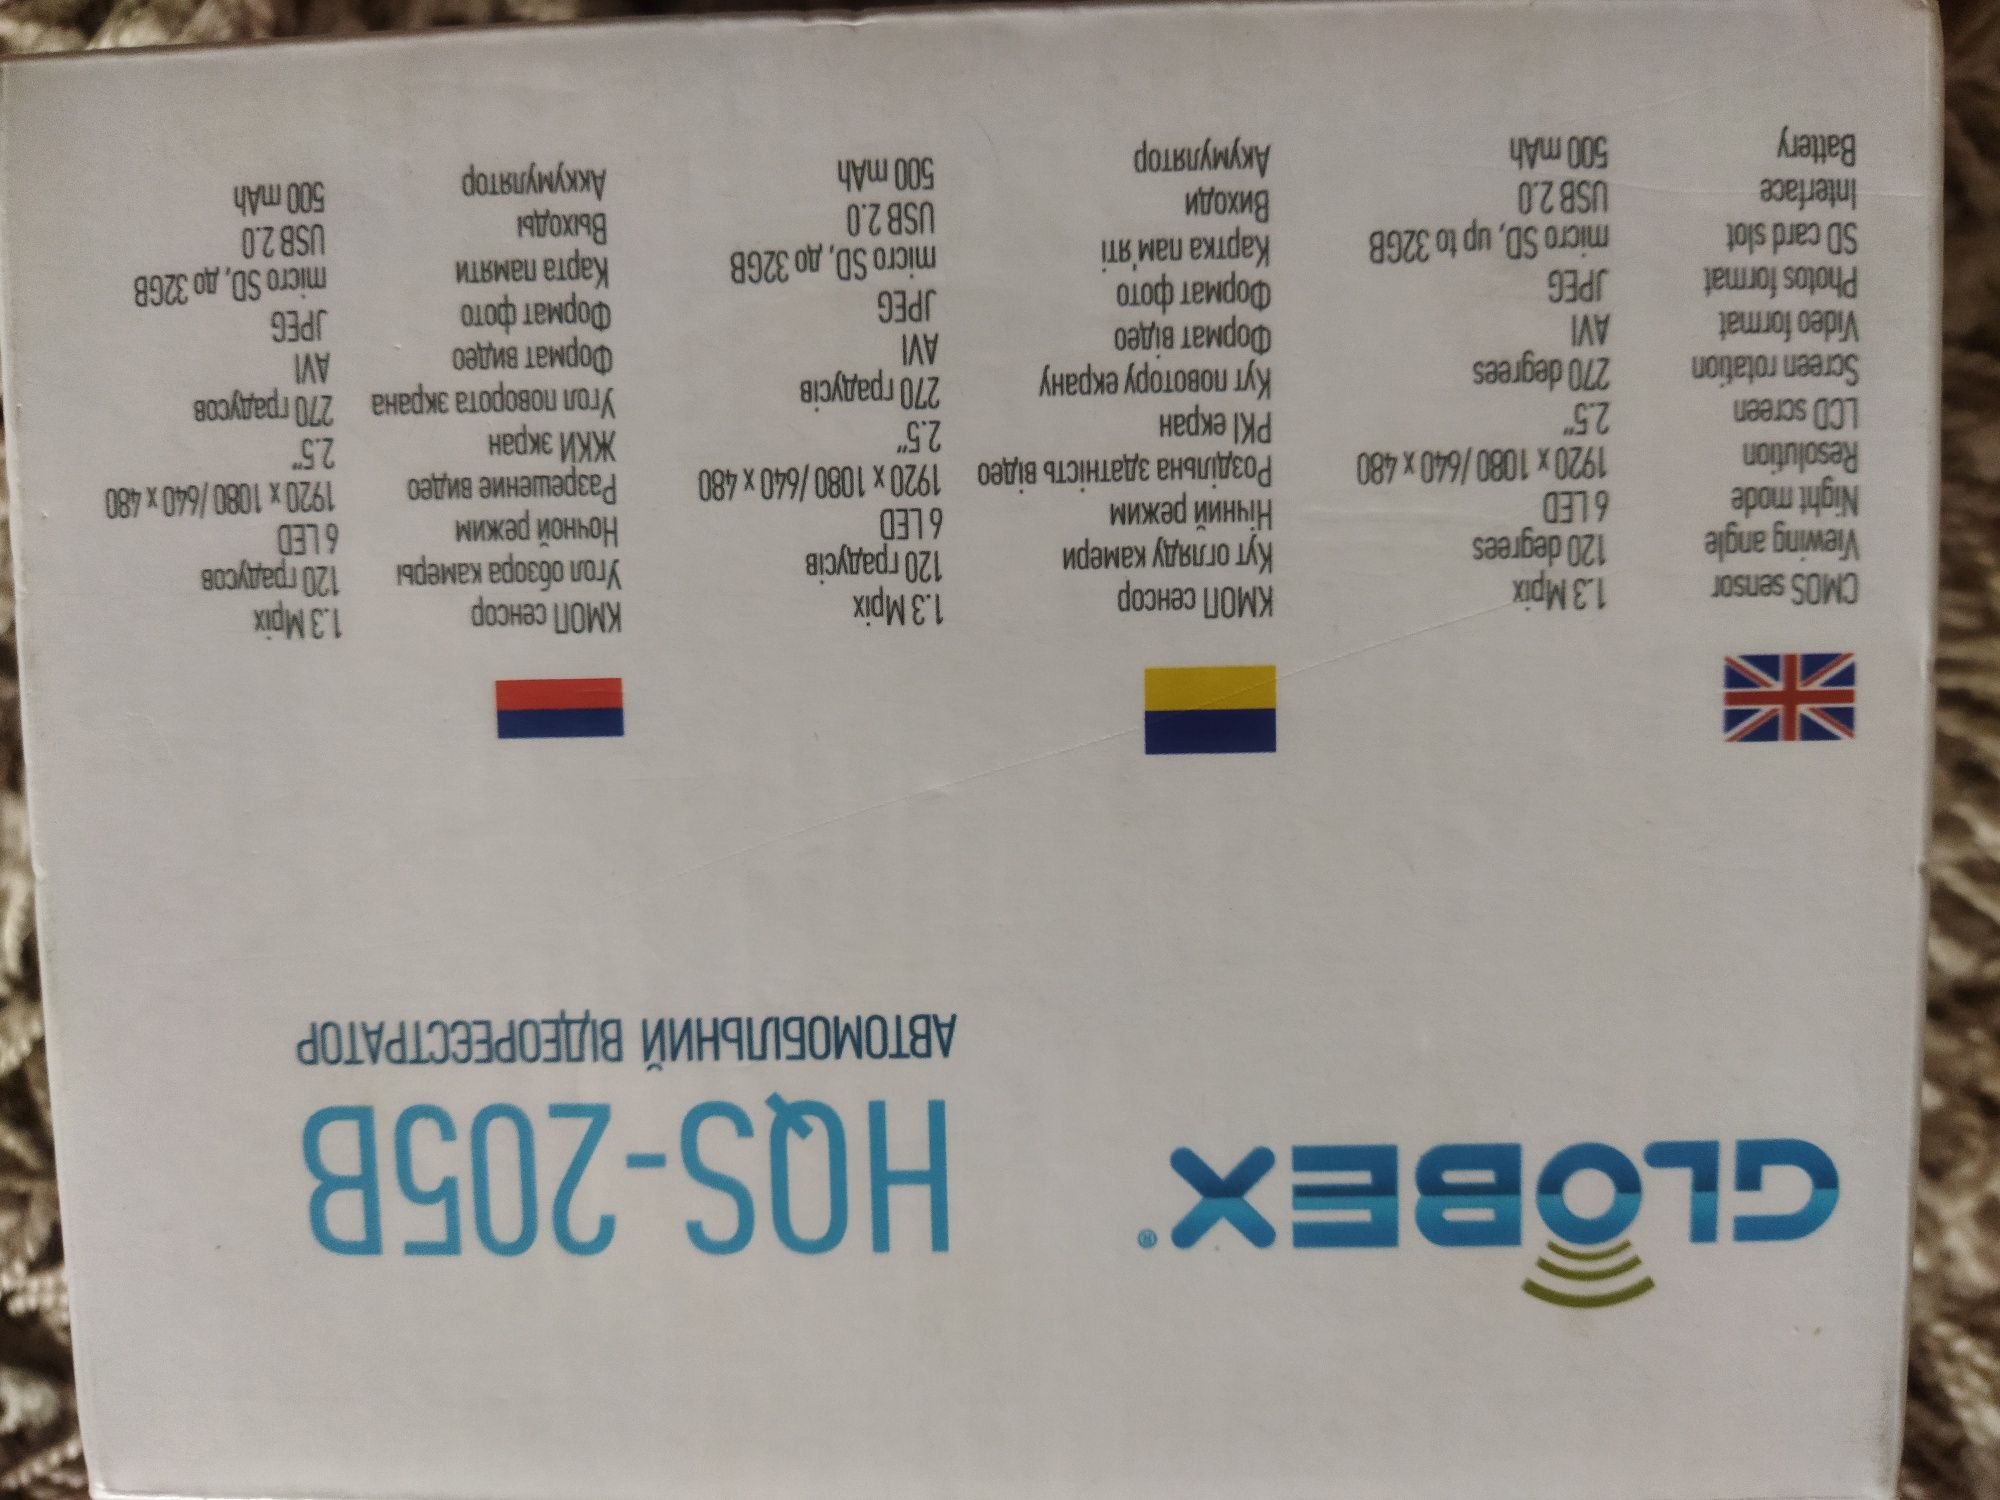 GLOBEX®
HQS-205B
АВТОМОБІЛЬНИЙ ВІДЕОРЕЄСТРАТОР
CMOS sensor 1.3 Mpix
Viewing angle 120 degrees
Night mode 6 LED
Resolution 1920 x 1080 / 640 x 480
LCD screen 2.5"
Screen rotation 270 degrees
Video format AVI
Photos format JPEG
SD card slot micro SD, up to 32GB
Interface USB 2.0
Battery 500 mAh
КМОП сенсор 1.3 Mpix
Кут огляду камери 120 градусів
Нічний режим 6 LED
Роздільна здатність відео 1920 x 1080 / 640 x 480
РКІ екран 2.5"
Кут повотору екрану 270 градусів
Формат відео AVI
Формат фото JPEG
Картка пам'яті micro SD, до 32GB
Виходи USB 2.0
Акумулятор 500 mAh
КМОП сенсор 1.3 Mpix
Угол обзора камеры 120 градусов
Ночной режим 6 LED
Разрешение видео 1920 x 1080 / 640 x 480
ЖКИ экран 2.5"
Угол поворота экрана 270 градусов
Формат видео AVI
Формат фото JPEG
Карта памяти micro SD, до 32GB
Выходы USB 2.0
Аккумулятор 500 mAh